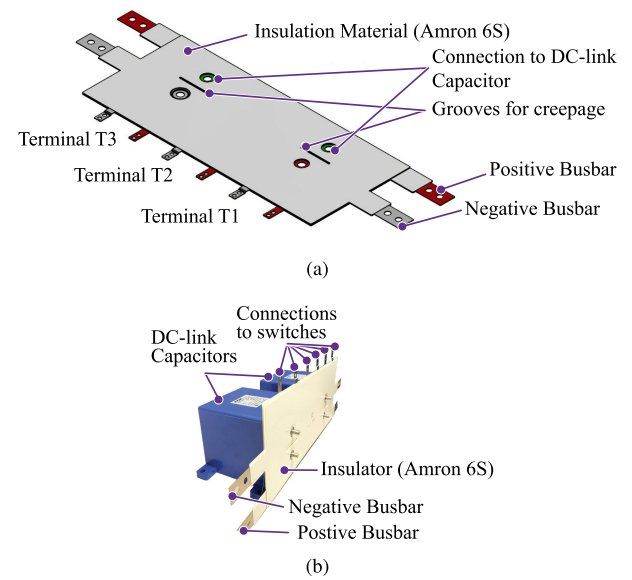 Insulation Material (Amron 6S)
Connection to DC-link
Capacitor
Grooves for creepage
Terminal T3
Terminal T2
Terminal T1
Positive Busbar
Negative Busbar
(a)
Connections
to switches
DC-link
Capacitors
Insulator (Amron 6S)
Negative Busbar
Postive Busbar
(b)